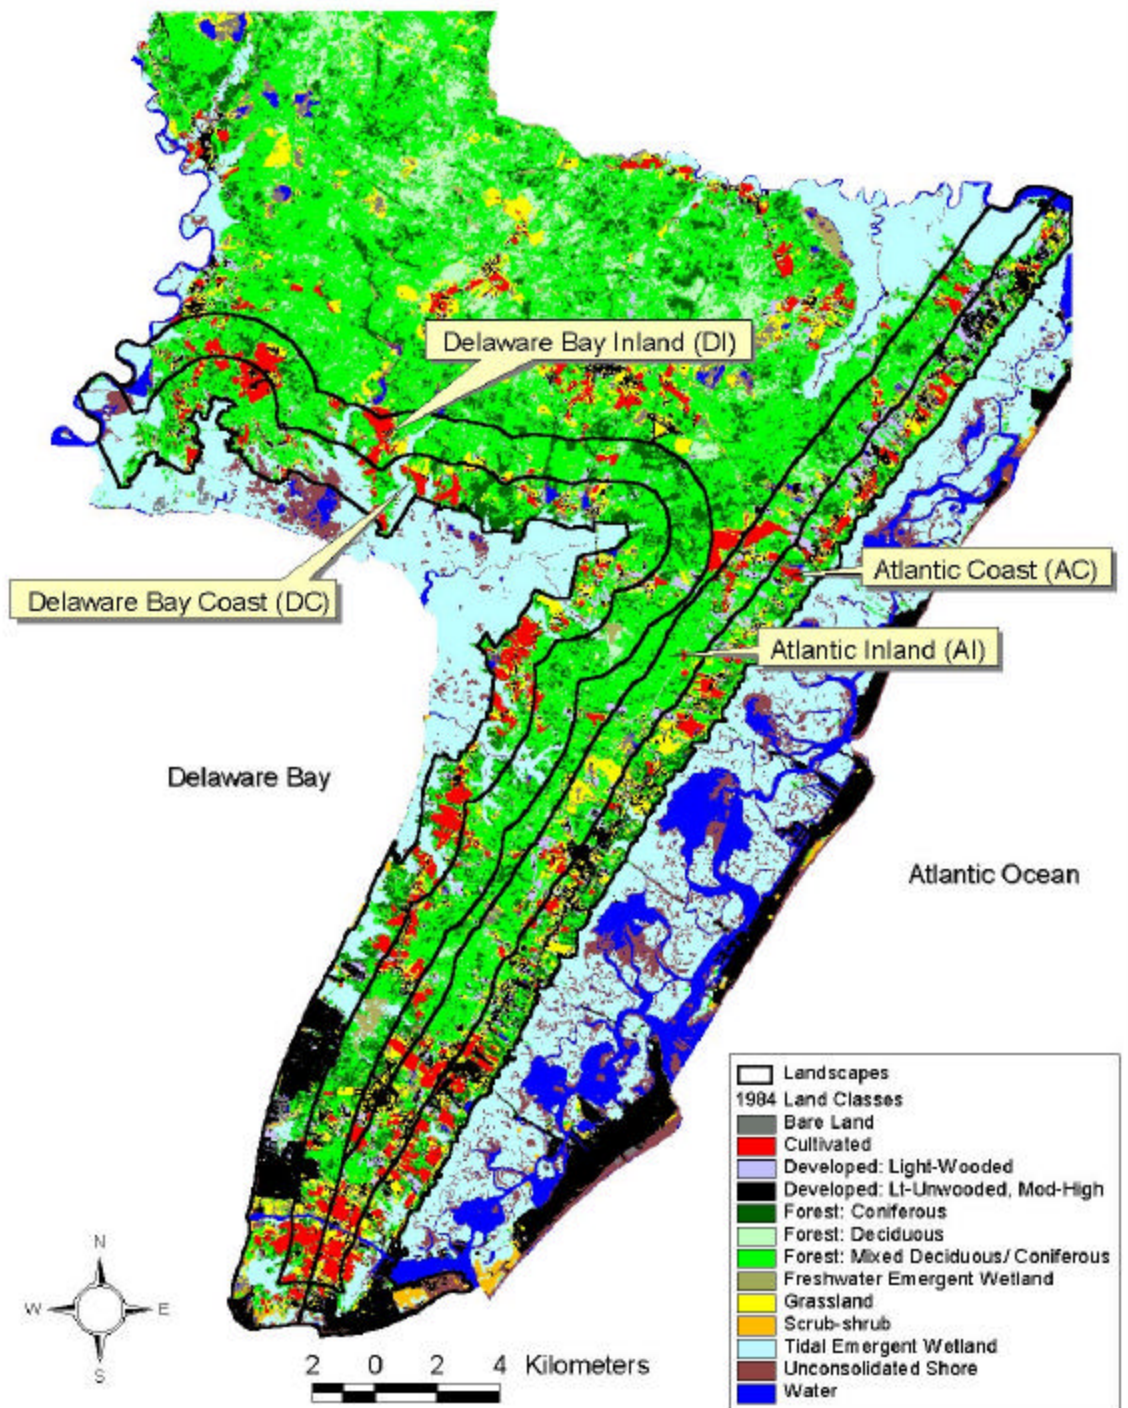 Delaware Bay Inland (DI)
Atlantic Coast (AC)
Delaware Bay Coast (DC)
Atlantic Inland (AI)
Delaware Bay
Atlantic Ocean
Landscapes
1984 Land Classes
Bare Land
Cultivated
Developed: Light-Wooded
Developed: Lt-Unwooded, Mod-High
Forest: Coniferous
Forest: Deciduous
Forest: Mixed Deciduous/ Coniferous
Freshwater Emergent Wetland
Grassland
Scrub-shrub
Tidal Emergent Wetland
Unconsolidated Shore
Water
N
W E
S
2 0 2 4 Kilometers